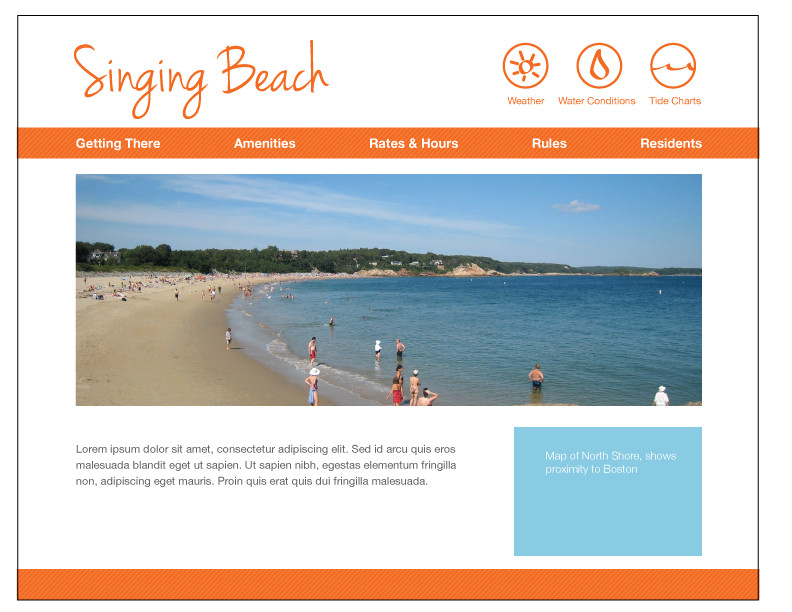 Singing Beach
Weather Water Conditions Tide Charts
Getting There Amenities Rates & Hours Rules Residents
Lorem ipsum dolor sit amet, consectetur adipiscing elit. Sed id arcu quis eros
malesuada blandit eget ut sapien. Ut sapien nibh, egestas elementum fringilla
non, adipiscing eget mauris. Proin quis erat quis dui fringilla malesuada.
Map of North Shore, shows
proximity to Boston